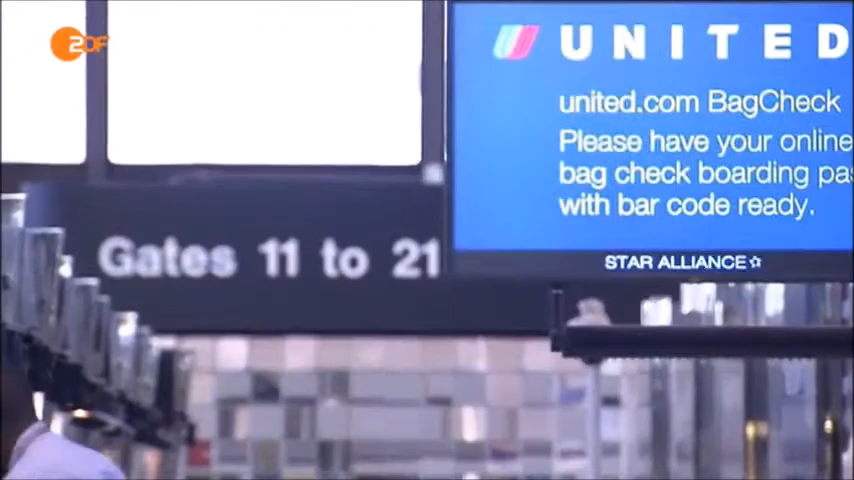 ZDF
UNITED
united.com BagCheck
Please have your online
bag check boarding pas
with bar code ready.
STAR ALLIANCE
Gates 11 to 21